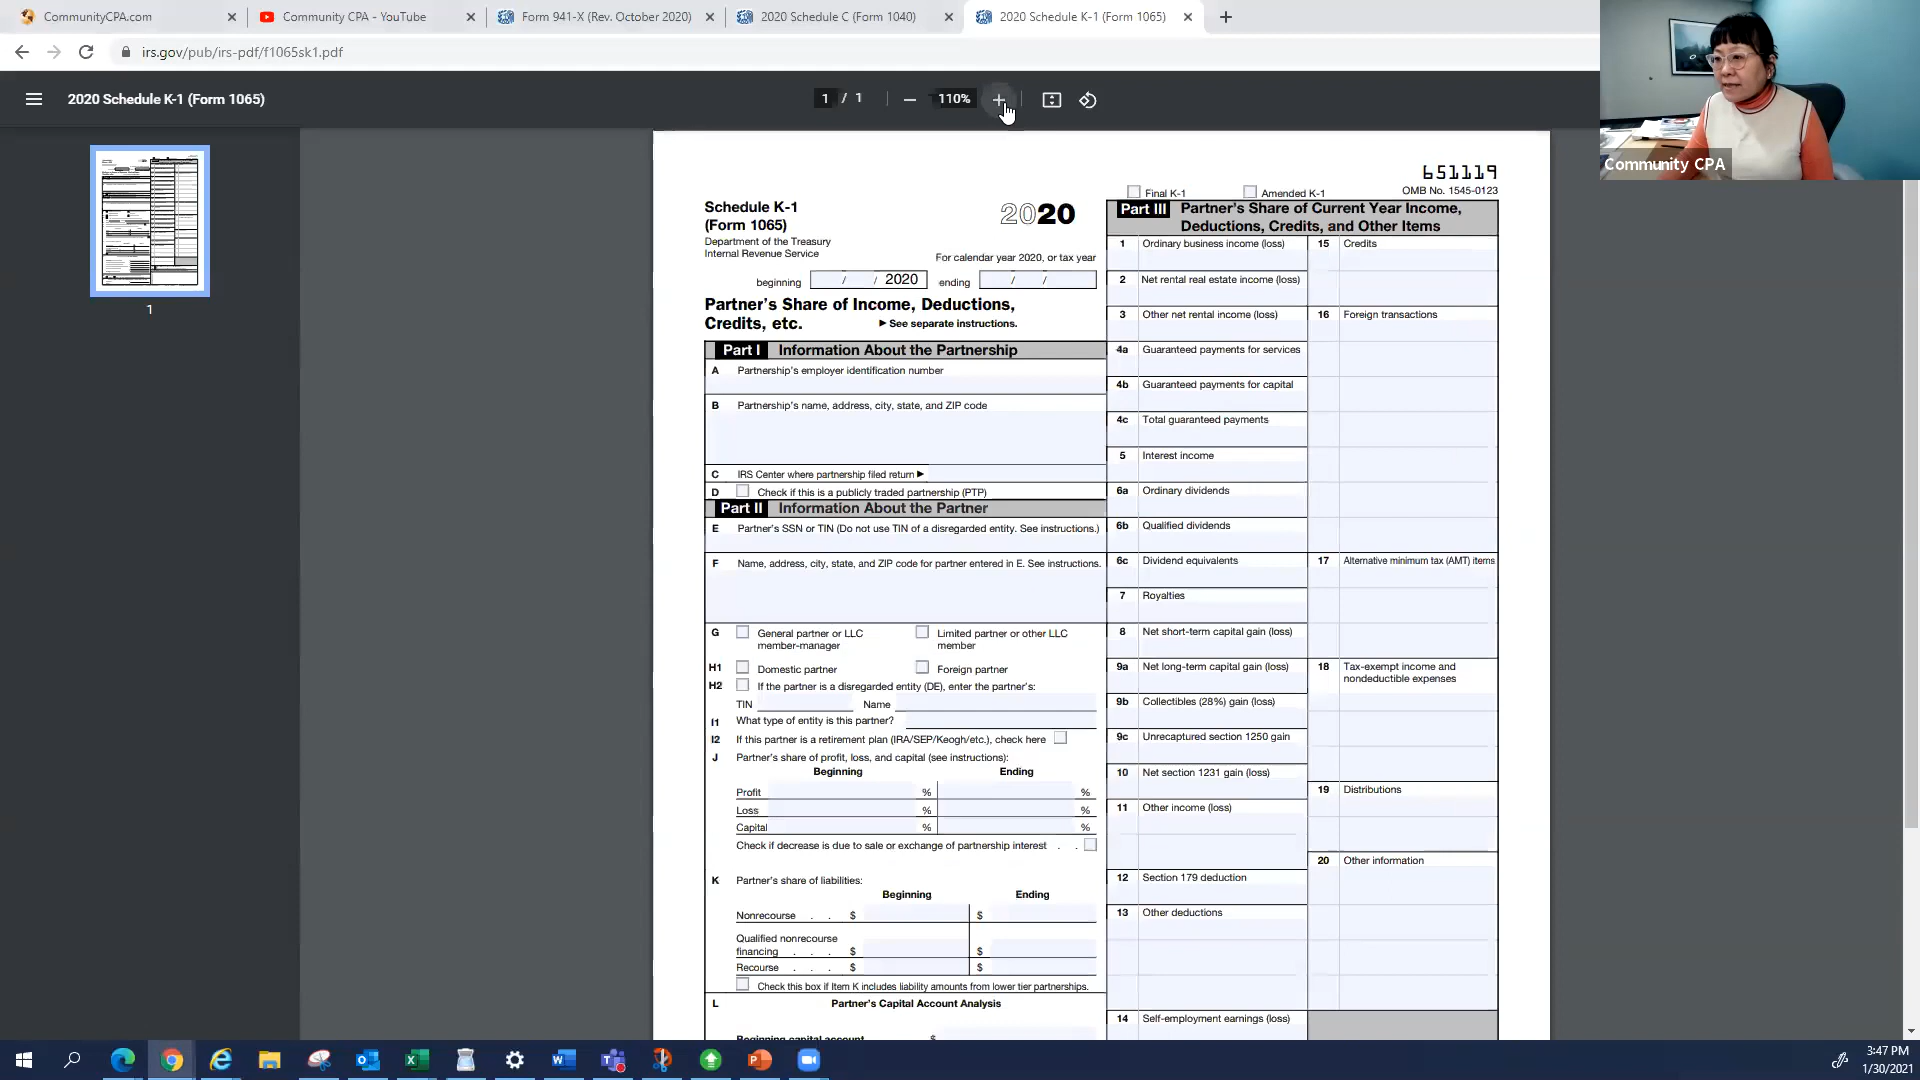 CommunityCPA.com
Community CPA - YouTube
Form 941-X (Rev. October 2020)
2020 Schedule C (Form 1040)
2020 Schedule K-1 (Form 1065)
irs.gov/pub/irs-pdf/f1065sk1.pdf
2020 Schedule K-1 (Form 1065)
1 / 1
110%
Community CPA
1
651119
Final K-1
Amended K-1
OMB No. 1545-0123
Schedule K-1
(Form 1065)
2020
Department of the Treasury
Internal Revenue Service
For calendar year 2020, or tax year
beginning / / 2020 ending / /
Partner's Share of Income, Deductions,
Credits, etc.
▶ See separate instructions.
Part I Information About the Partnership
A Partnership's employer identification number
B Partnership's name, address, city, state, and ZIP code
C IRS Center where partnership filed return ▶
D Check if this is a publicly traded partnership (PTP)
Part II Information About the Partner
E Partner's SSN or TIN (Do not use TIN of a disregarded entity. See instructions.)
F Name, address, city, state, and ZIP code for partner entered in E. See instructions.
G General partner or LLC
member-manager
Limited partner or other LLC
member
H1 Domestic partner
Foreign partner
H2 If the partner is a disregarded entity (DE), enter the partner's:
TIN Name
I1 What type of entity is this partner?
I2 If this partner is a retirement plan (IRA/SEP/Keogh/etc.), check here
J Partner's share of profit, loss, and capital (see instructions):
Beginning Ending
Profit % %
Loss % %
Capital % %
Check if decrease is due to sale or exchange of partnership interest . .
K Partner's share of liabilities:
Beginning Ending
Nonrecourse . . $ $
Qualified nonrecourse
financing . . . $ $
Recourse . . . $ $
Check this box if Item K includes liability amounts from lower tier partnerships.
L Partner's Capital Account Analysis
Beginning capital account . . . $
Part III Partner's Share of Current Year Income,
Deductions, Credits, and Other Items
1 Ordinary business income (loss)
2 Net rental real estate income (loss)
3 Other net rental income (loss)
4a Guaranteed payments for services
4b Guaranteed payments for capital
4c Total guaranteed payments
5 Interest income
6a Ordinary dividends
6b Qualified dividends
6c Dividend equivalents
7 Royalties
8 Net short-term capital gain (loss)
9a Net long-term capital gain (loss)
9b Collectibles (28%) gain (loss)
9c Unrecaptured section 1250 gain
10 Net section 1231 gain (loss)
11 Other income (loss)
12 Section 179 deduction
13 Other deductions
14 Self-employment earnings (loss)
15 Credits
16 Foreign transactions
17 Alternative minimum tax (AMT) items
18 Tax-exempt income and
nondeductible expenses
19 Distributions
20 Other information
3:47 PM
1/30/2021